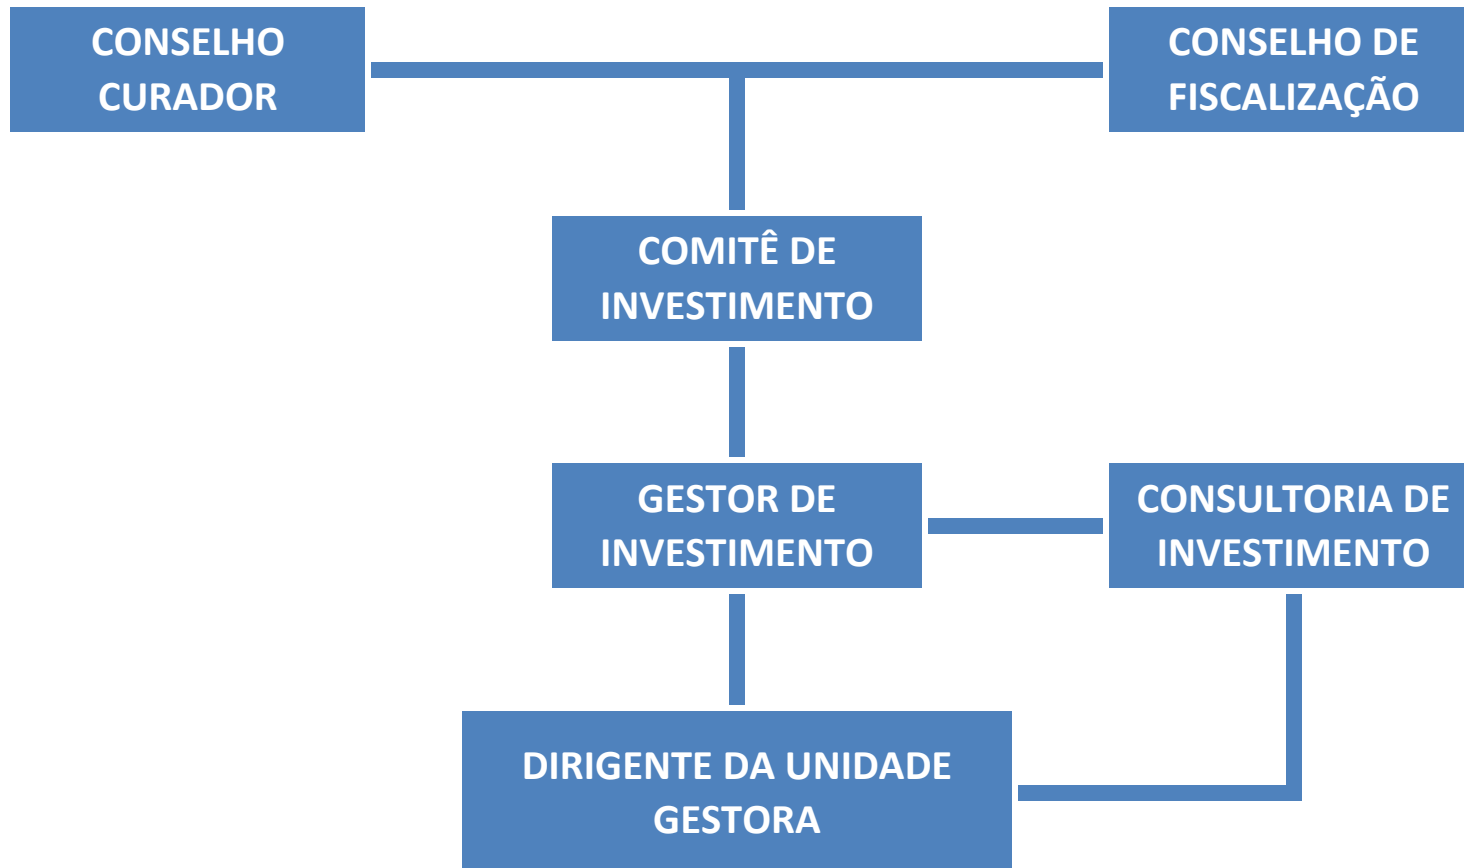 CONSELHO
CURADOR
CONSELHO DE
FISCALIZAÇÃO
COMITÊ DE
INVESTIMENTO
GESTOR DE
INVESTIMENTO
CONSULTORIA DE
INVESTIMENTO
DIRIGENTE DA UNIDADE
GESTORA